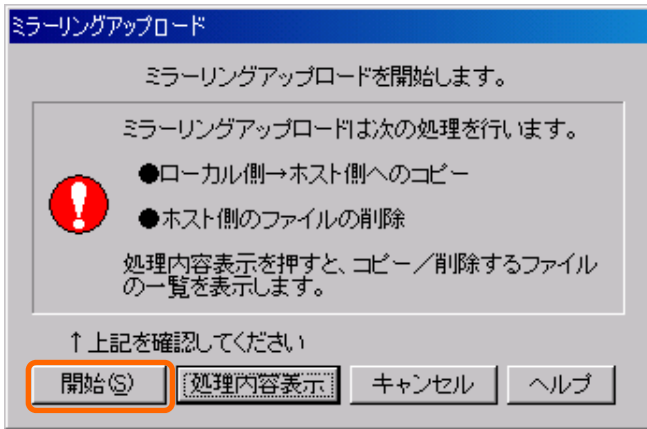 ミラーリングアップロード
ミラーリングアップロードを開始します。
ミラーリングアップロードは次の処理を行います。
●ローカル側→ホスト側へのコピー
●ホスト側のファイルの削除
処理内容表示を押すと、コピー／削除するファイル
の一覧を表示します。
↑上記を確認してください
開始(S) 処理内容表示 キャンセル ヘルプ